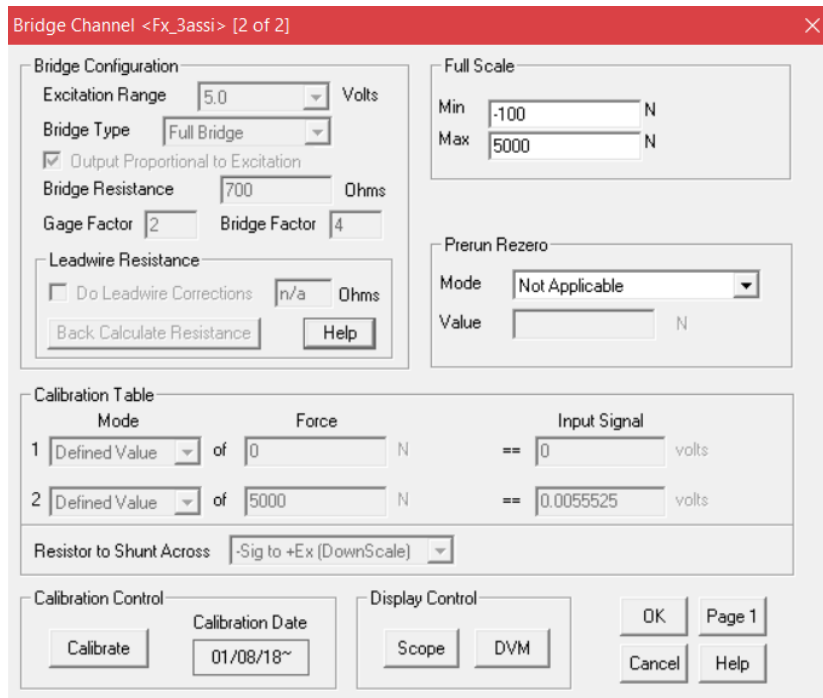 Bridge Channel <Fx_3assi> [2 of 2]
Bridge Configuration
Excitation Range 5.0 Volts
Bridge Type Full Bridge
Output Proportional to Excitation
Bridge Resistance 700 Ohms
Gage Factor 2 Bridge Factor 4
Leadwire Resistance
Do Leadwire Corrections n/a Ohms
Back Calculate Resistance Help
Full Scale
Min -100 N
Max 5000 N
Prerun Rezero
Mode Not Applicable
Value N
Calibration Table
Mode Force Input Signal
1 Defined Value of 0 N == 0 volts
2 Defined Value of 5000 N == 0.0055525 volts
Resistor to Shunt Across -Sig to +Ex (DownScale)
Calibration Control
Calibrate
Calibration Date
01/08/18~
Display Control
Scope DVM
OK Page 1
Cancel Help